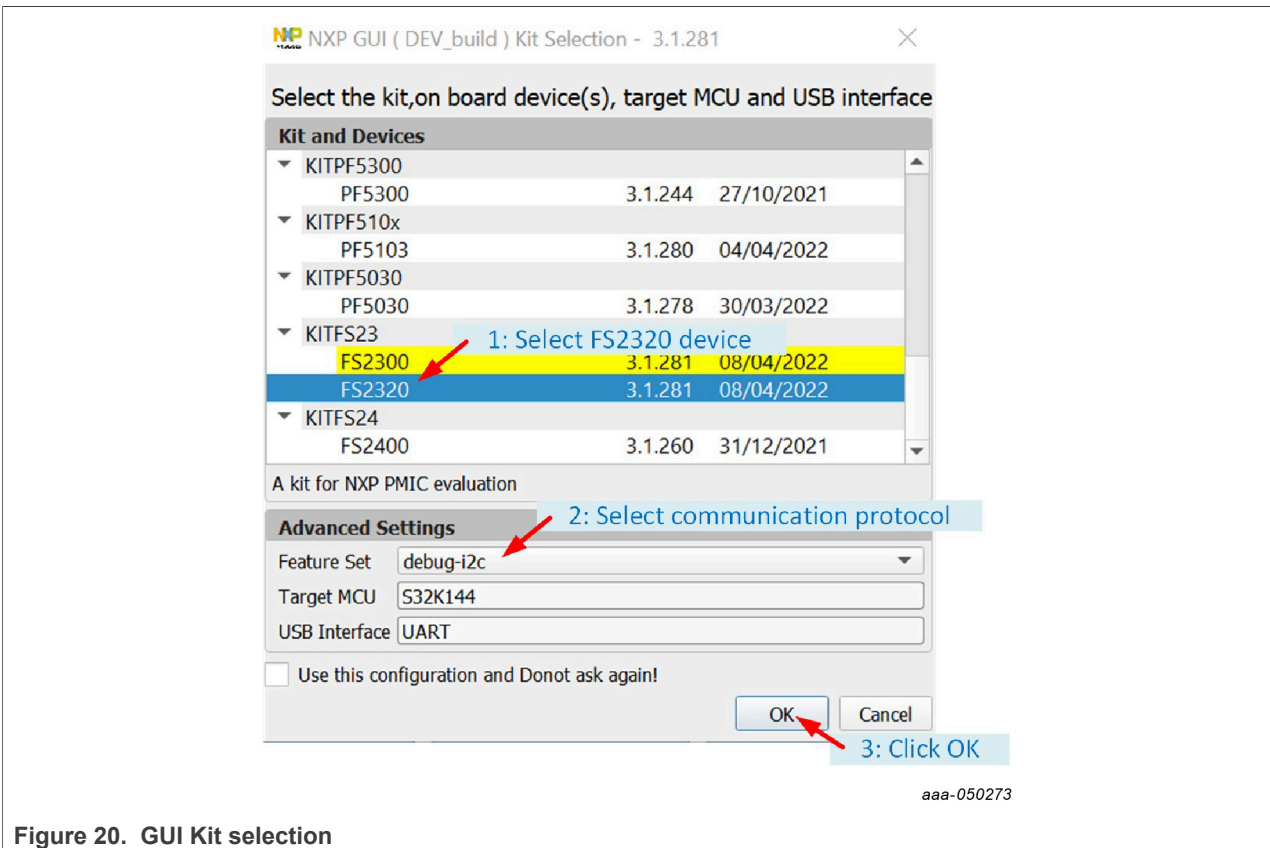 NXP GUI ( DEV_build ) Kit Selection - 3.1.281
Select the kit,on board device(s), target MCU and USB interface
Kit and Devices
KITPF5300
PF5300 3.1.244 27/10/2021
KITPF510x
PF5103 3.1.280 04/04/2022
KITPF5030
PF5030 3.1.278 30/03/2022
KITFS23
1: Select FS2320 device
FS2300 3.1.281 08/04/2022
FS2320 3.1.281 08/04/2022
KITFS24
FS2400 3.1.260 31/12/2021
A kit for NXP PMIC evaluation
2: Select communication protocol
Advanced Settings
Feature Set debug-i2c
Target MCU S32K144
USB Interface UART
Use this configuration and Donot ask again!
OK Cancel
3: Click OK
aaa-050273
Figure 20. GUI Kit selection